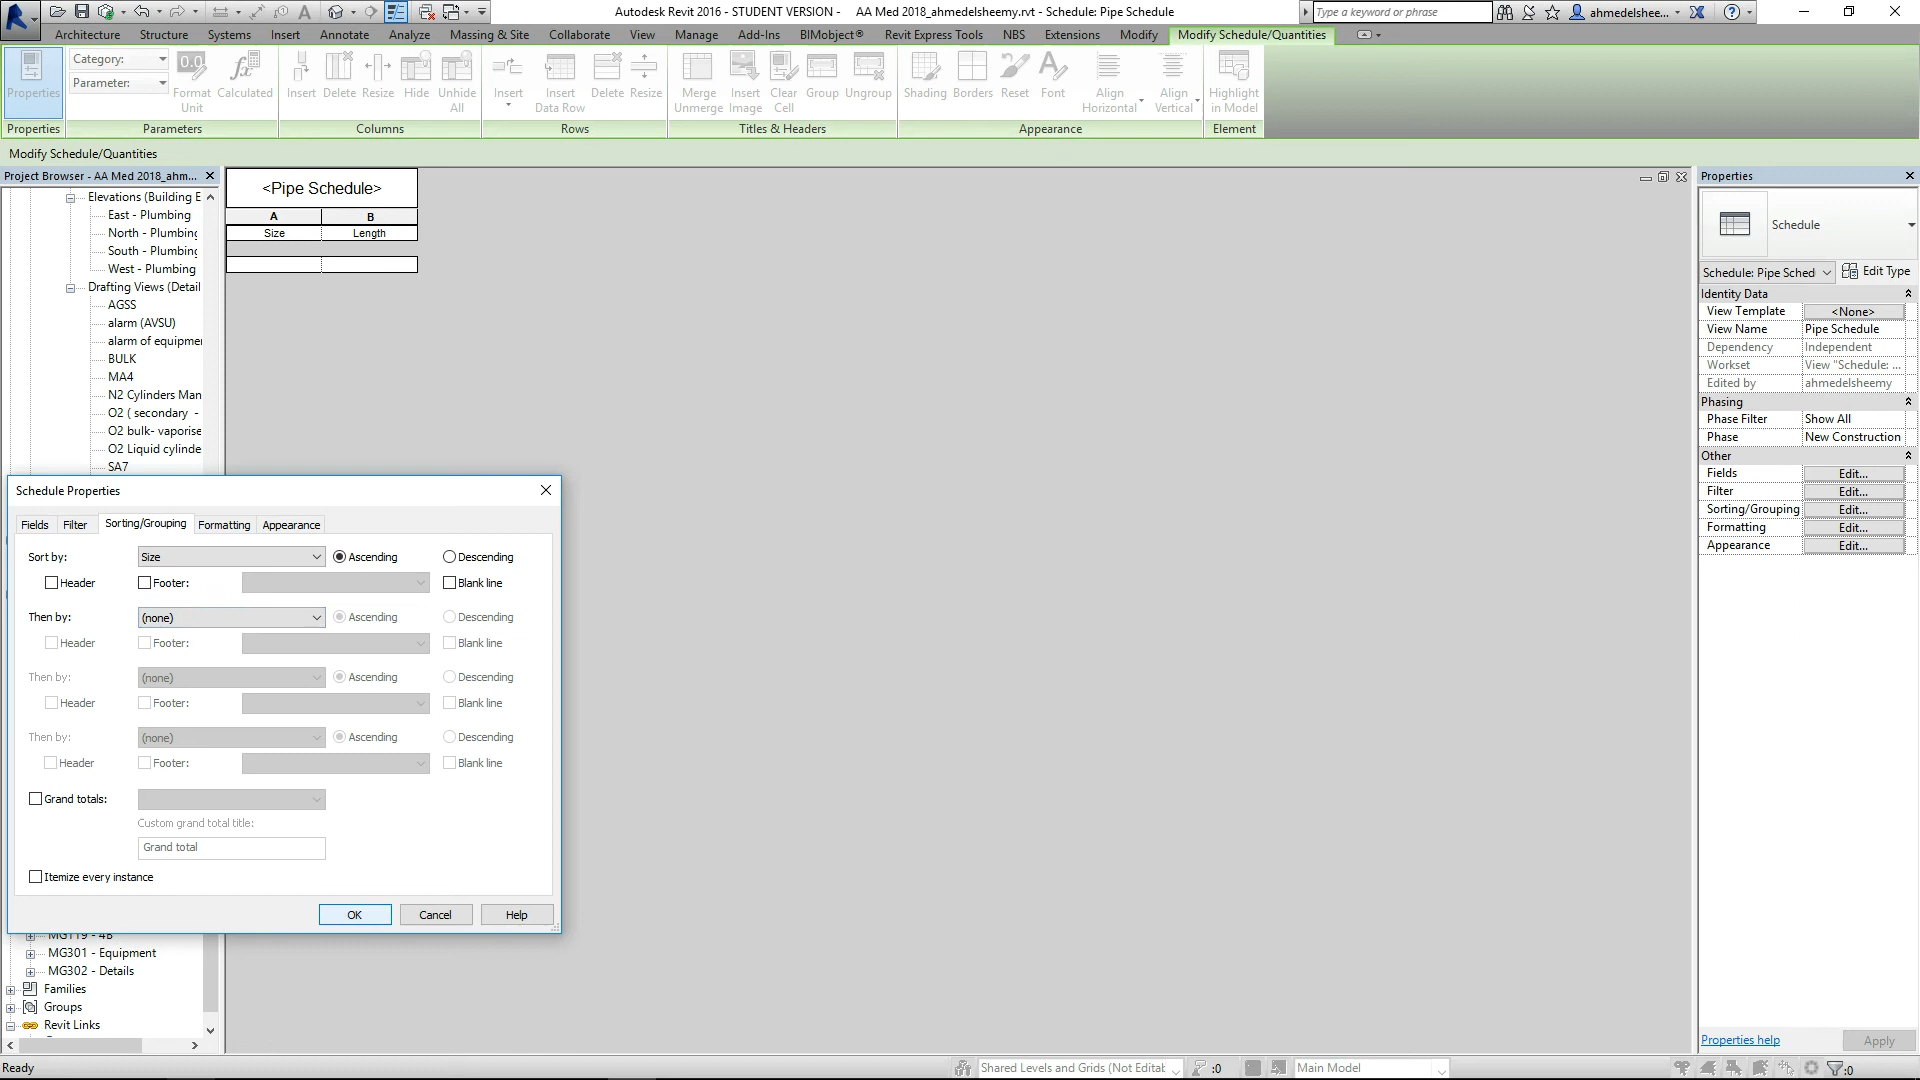 Autodesk Revit 2016 - STUDENT VERSION - AA Med 2018_ahmedelsheemy.rvt - Schedule: Pipe Schedule
Type a keyword or phrase
ahmedelshee...
Architecture Structure Systems Insert Annotate Analyze Massing & Site Collaborate View Manage Add-Ins BIMobject® Revit Express Tools NBS Extensions Modify Modify Schedule/Quantities
Category:
Parameter:
Properties Format Unit Calculated Insert Delete Resize Hide Unhide All Insert Insert Data Row Delete Resize Merge Unmerge Insert Image Clear Cell Group Ungroup Shading Borders Reset Font Align Horizontal Align Vertical Highlight in Model
Properties Parameters Columns Rows Titles & Headers Appearance Element
Modify Schedule/Quantities
Project Browser - AA Med 2018_ahm...
Elevations (Building E
East - Plumbing
North - Plumbing
South - Plumbing
West - Plumbing
Drafting Views (Detail
AGSS
alarm (AVSU)
alarm of equipme
BULK
MA4
N2 Cylinders Man
O2 ( secondary -
O2 bulk- vaporise
O2 Liquid cylinde
SA7
<Pipe Schedule>
A B
Size Length
Schedule Properties
Fields Filter Sorting/Grouping Formatting Appearance
Sort by: Size Ascending Descending
Header Footer: Blank line
Then by: (none) Ascending Descending
Header Footer: Blank line
Then by: (none) Ascending Descending
Header Footer: Blank line
Then by: (none) Ascending Descending
Header Footer: Blank line
Grand totals:
Custom grand total title:
Grand total
Itemize every instance
OK Cancel Help
MG119 - 4B
MG301 - Equipment
MG302 - Details
Families
Groups
Revit Links
Properties
Schedule
Schedule: Pipe Sched
Edit Type
Identity Data
View Template <None>
View Name Pipe Schedule
Dependency Independent
Workset View "Schedule: ...
Edited by ahmedelsheemy
Phasing
Phase Filter Show All
Phase New Construction
Other
Fields Edit...
Filter Edit...
Sorting/Grouping Edit...
Formatting Edit...
Appearance Edit...
Properties help
Apply
Ready
Shared Levels and Grids (Not Editab
:0
Main Model
:0